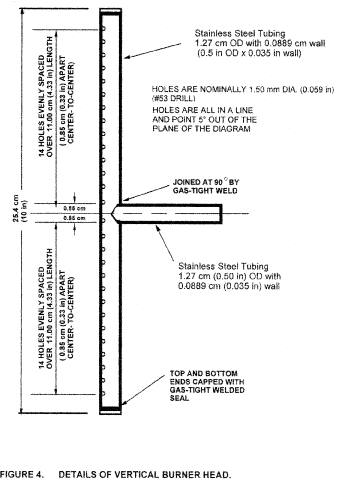 Stainless Steel Tubing
1.27 cm OD with 0.0889 cm wall
(0.5 in OD x 0.035 in wall)
HOLES ARE NOMINALLY 1.50 mm DIA. (0.059 in)
(#53 DRILL)
HOLES ARE ALL IN A LINE
AND POINT 5° OUT OF THE
PLANE OF THE DIAGRAM
14 HOLES EVENLY SPACED
OVER 11.00 cm (4.33 in) LENGTH
( 0.85 cm (0.33 in) APART
CENTER-TO-CENTER)
JOINED AT 90° BY
GAS-TIGHT WELD
25.4 cm
(10 in)
0.85 cm
0.85 cm
Stainless Steel Tubing
1.27 cm (0.50 in) OD with
0.0889 cm (0.035 in) wall
14 HOLES EVENLY SPACED
OVER 11.00 cm (4.33 in) LENGTH
( 0.85 cm (0.33 in) APART
CENTER-TO-CENTER)
TOP AND BOTTOM
ENDS CAPPED WITH
GAS-TIGHT WELDED
SEAL
FIGURE 4. DETAILS OF VERTICAL BURNER HEAD.